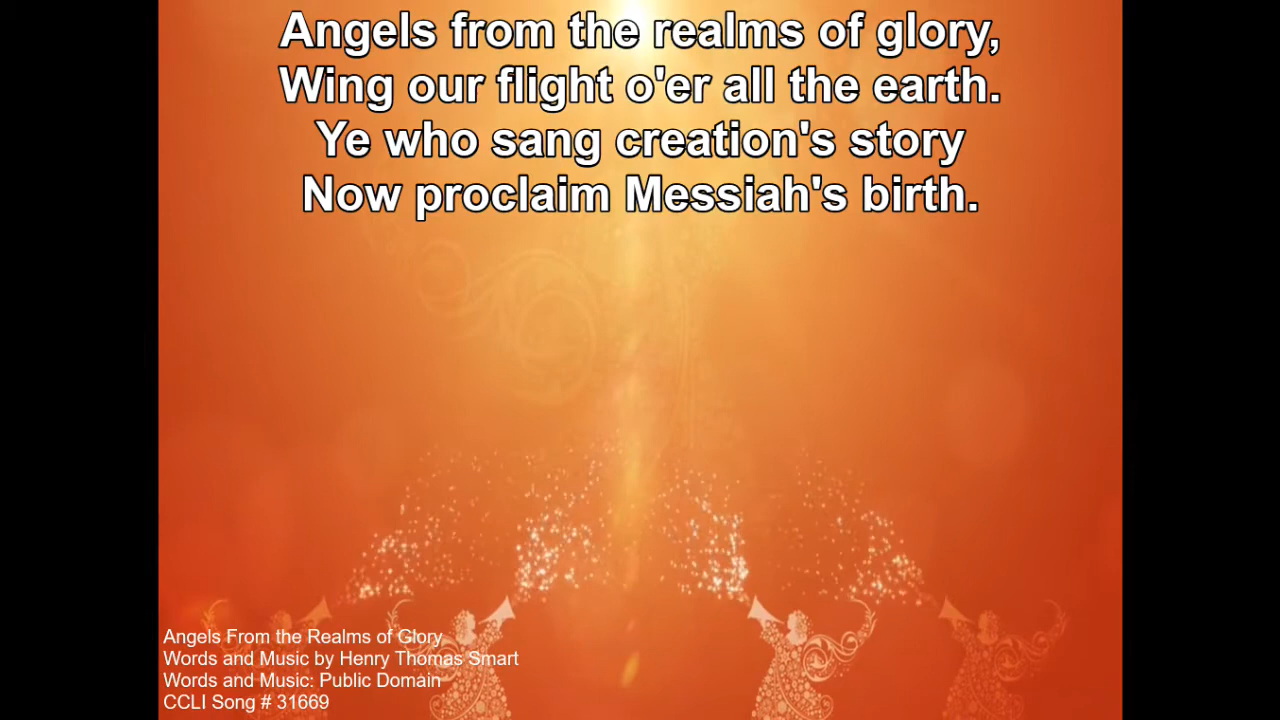 Angels from the realms of glory,
Wing our flight o'er all the earth.
Ye who sang creation's story
Now proclaim Messiah's birth.
Angels From the Realms of Glory
Words and Music by Henry Thomas Smart
Words and Music: Public Domain
CCLI Song # 31669